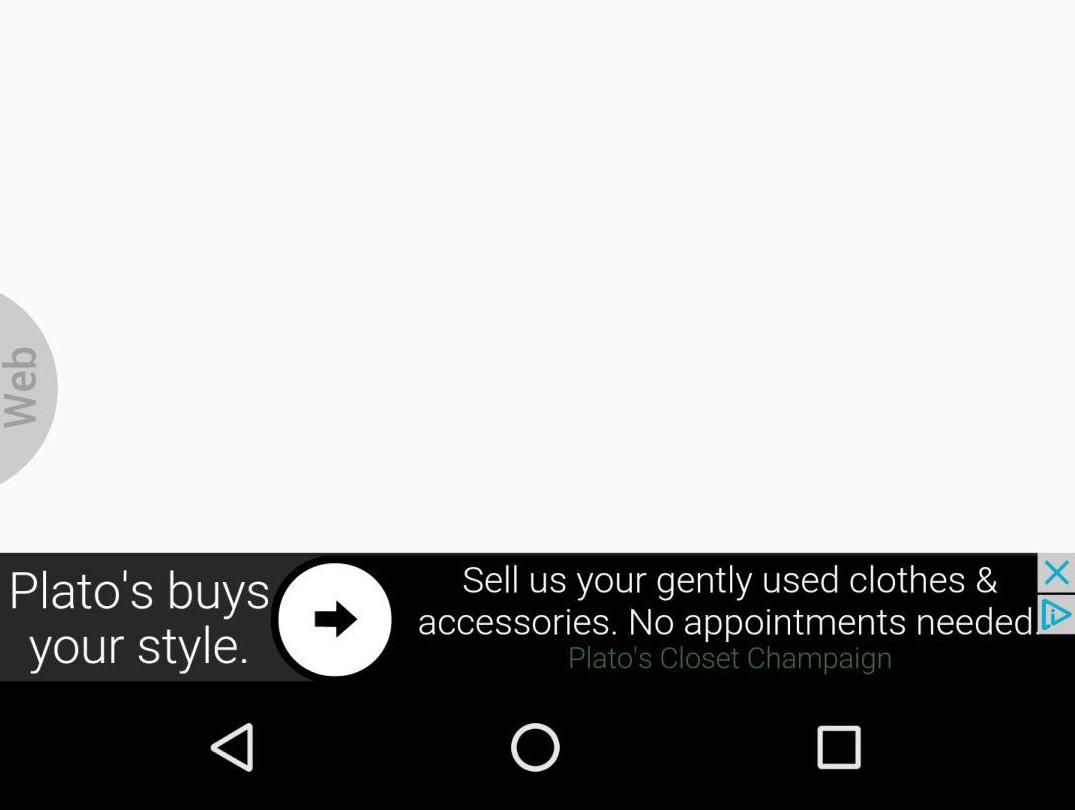 Web
Plato's buys
your style.
Sell us your gently used clothes &
accessories. No appointments needed.
Plato's Closet Champaign